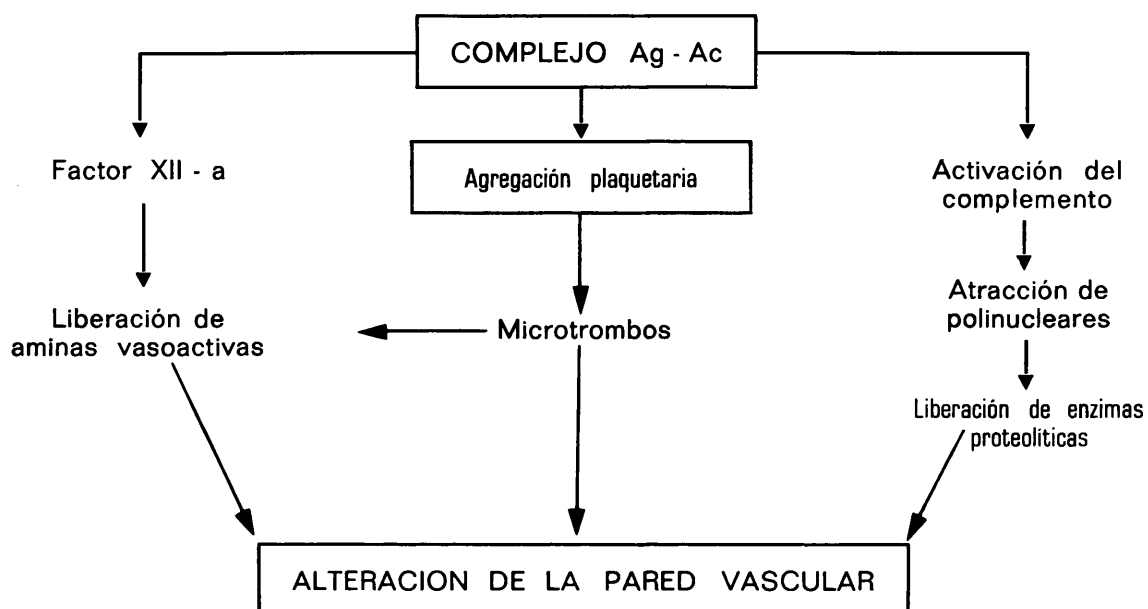 COMPLEJO Ag - Ac
Factor XII - a
Agregación plaquetaria
Activación del
complemento
Liberación de
aminas vasoactivas
Microtrombos
Atracción de
polinucleares
Liberación de enzimas
proteolíticas
ALTERACION DE LA PARED VASCULAR